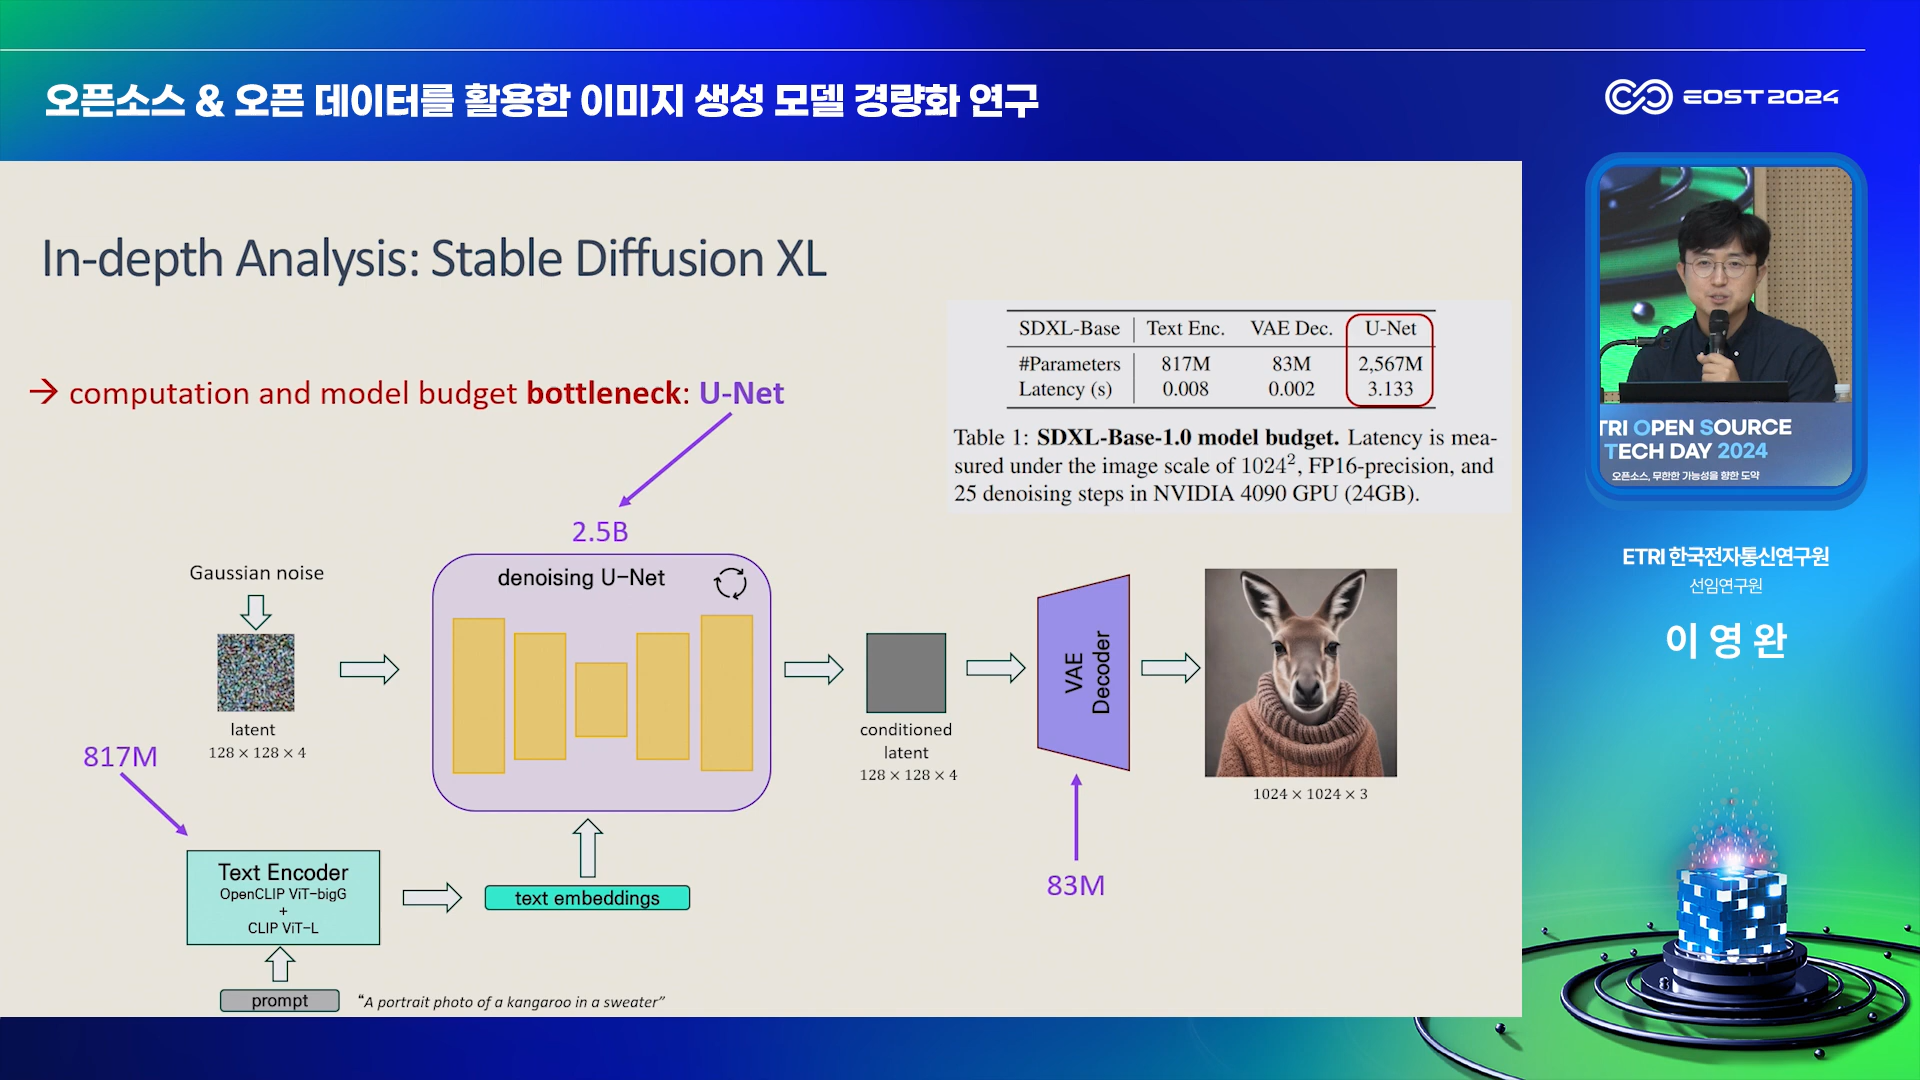 오픈소스 & 오픈 데이터를 활용한 이미지 생성 모델 경량화 연구
EOST 2024
In-depth Analysis: Stable Diffusion XL
→ computation and model budget bottleneck: U-Net
SDXL-Base Text Enc. VAE Dec. U-Net
#Parameters 817M 83M 2,567M
Latency (s) 0.008 0.002 3.133
Table 1: SDXL-Base-1.0 model budget. Latency is mea-
sured under the image scale of 1024², FP16-precision, and
25 denoising steps in NVIDIA 4090 GPU (24GB).
2.5B
Gaussian noise
denoising U-Net
latent
128 × 128 × 4
817M
conditioned
latent
128 × 128 × 4
VAE
Decoder
1024 × 1024 × 3
83M
Text Encoder
OpenCLIP ViT-bigG
+
CLIP ViT-L
text embeddings
prompt
“A portrait photo of a kangaroo in a sweater”
TRI OPEN SOURCE
TECH DAY 2024
오픈소스, 무한한 가능성을 향한 도약
ETRI 한국전자통신연구원
선임연구원
이영완